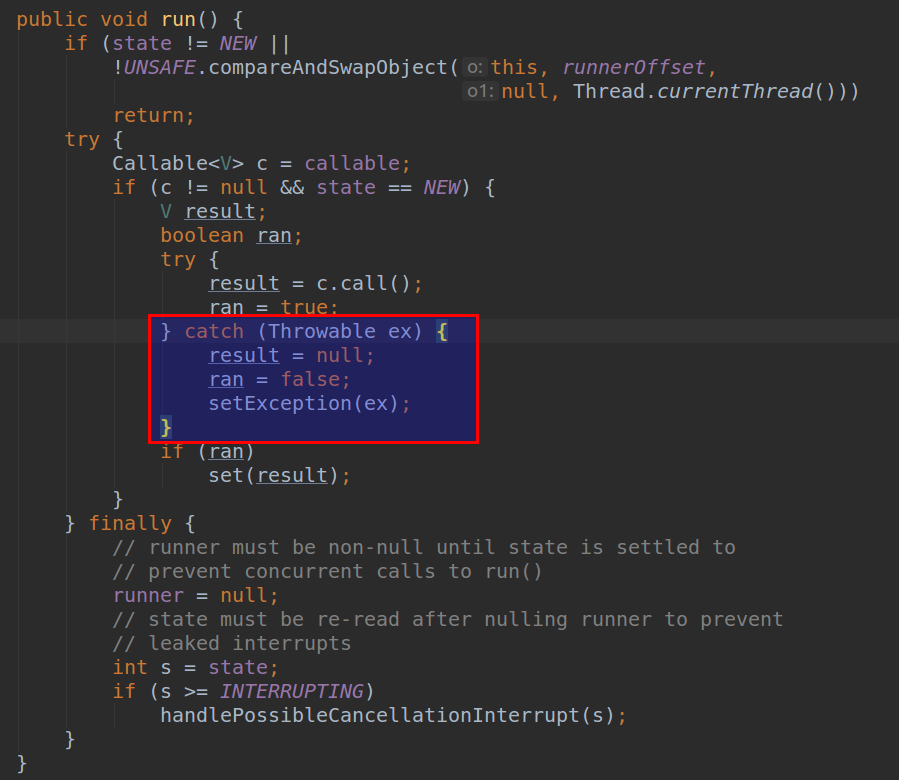 public void run() {
    if (state != NEW ||
        !UNSAFE.compareAndSwapObject( o: this, runnerOffset,
                                     o1: null, Thread.currentThread()))
        return;
    try {
        Callable<V> c = callable;
        if (c != null && state == NEW) {
            V result;
            boolean ran;
            try {
                result = c.call();
                ran = true;
            } catch (Throwable ex) {
                result = null;
                ran = false;
                setException(ex);
            }
            if (ran)
                set(result);
        }
    } finally {
        // runner must be non-null until state is settled to
        // prevent concurrent calls to run()
        runner = null;
        // state must be re-read after nulling runner to prevent
        // leaked interrupts
        int s = state;
        if (s >= INTERRUPTING)
            handlePossibleCancellationInterrupt(s);
    }
}